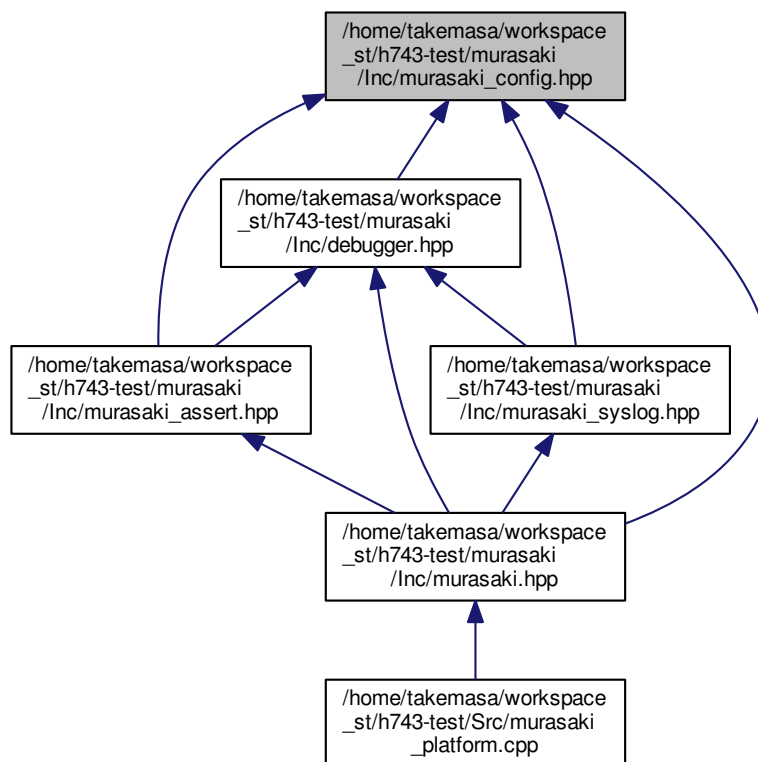 /home/takemasa/workspace
_st/h743-test/murasaki
/Inc/murasaki_config.hpp
/home/takemasa/workspace
_st/h743-test/murasaki
/Inc/debugger.hpp
/home/takemasa/workspace
_st/h743-test/murasaki
/Inc/murasaki_assert.hpp
/home/takemasa/workspace
_st/h743-test/murasaki
/Inc/murasaki_syslog.hpp
/home/takemasa/workspace
_st/h743-test/murasaki
/Inc/murasaki.hpp
/home/takemasa/workspace
_st/h743-test/Src/murasaki
_platform.cpp